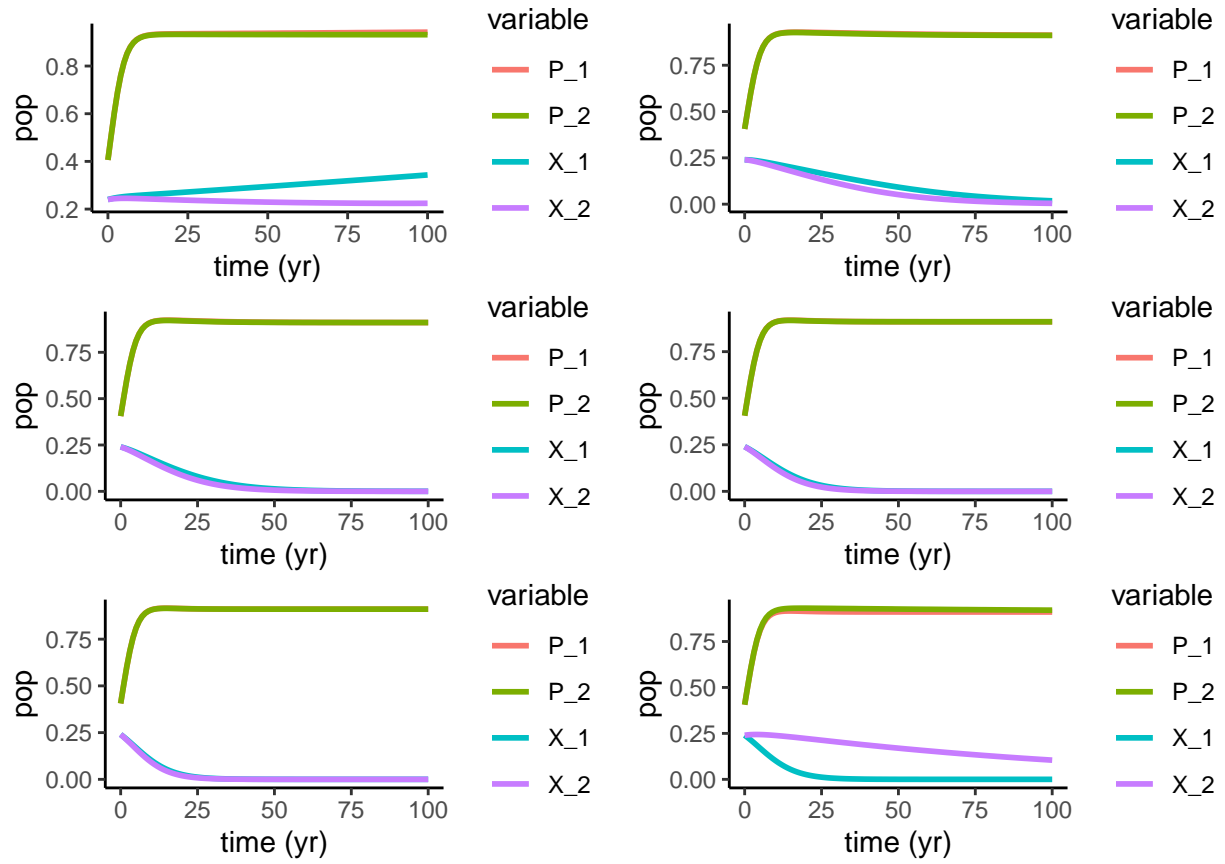 variable
P_1
P_2
X_1
X_2
pop
0.8
0.6
0.4
0.2
0 25 50 75 100
time (yr)
variable
P_1
P_2
X_1
X_2
pop
0.75
0.50
0.25
0.00
0 25 50 75 100
time (yr)
variable
P_1
P_2
X_1
X_2
pop
0.75
0.50
0.25
0.00
0 25 50 75 100
time (yr)
variable
P_1
P_2
X_1
X_2
pop
0.75
0.50
0.25
0.00
0 25 50 75 100
time (yr)
variable
P_1
P_2
X_1
X_2
pop
0.75
0.50
0.25
0.00
0 25 50 75 100
time (yr)
variable
P_1
P_2
X_1
X_2
pop
0.75
0.50
0.25
0.00
0 25 50 75 100
time (yr)